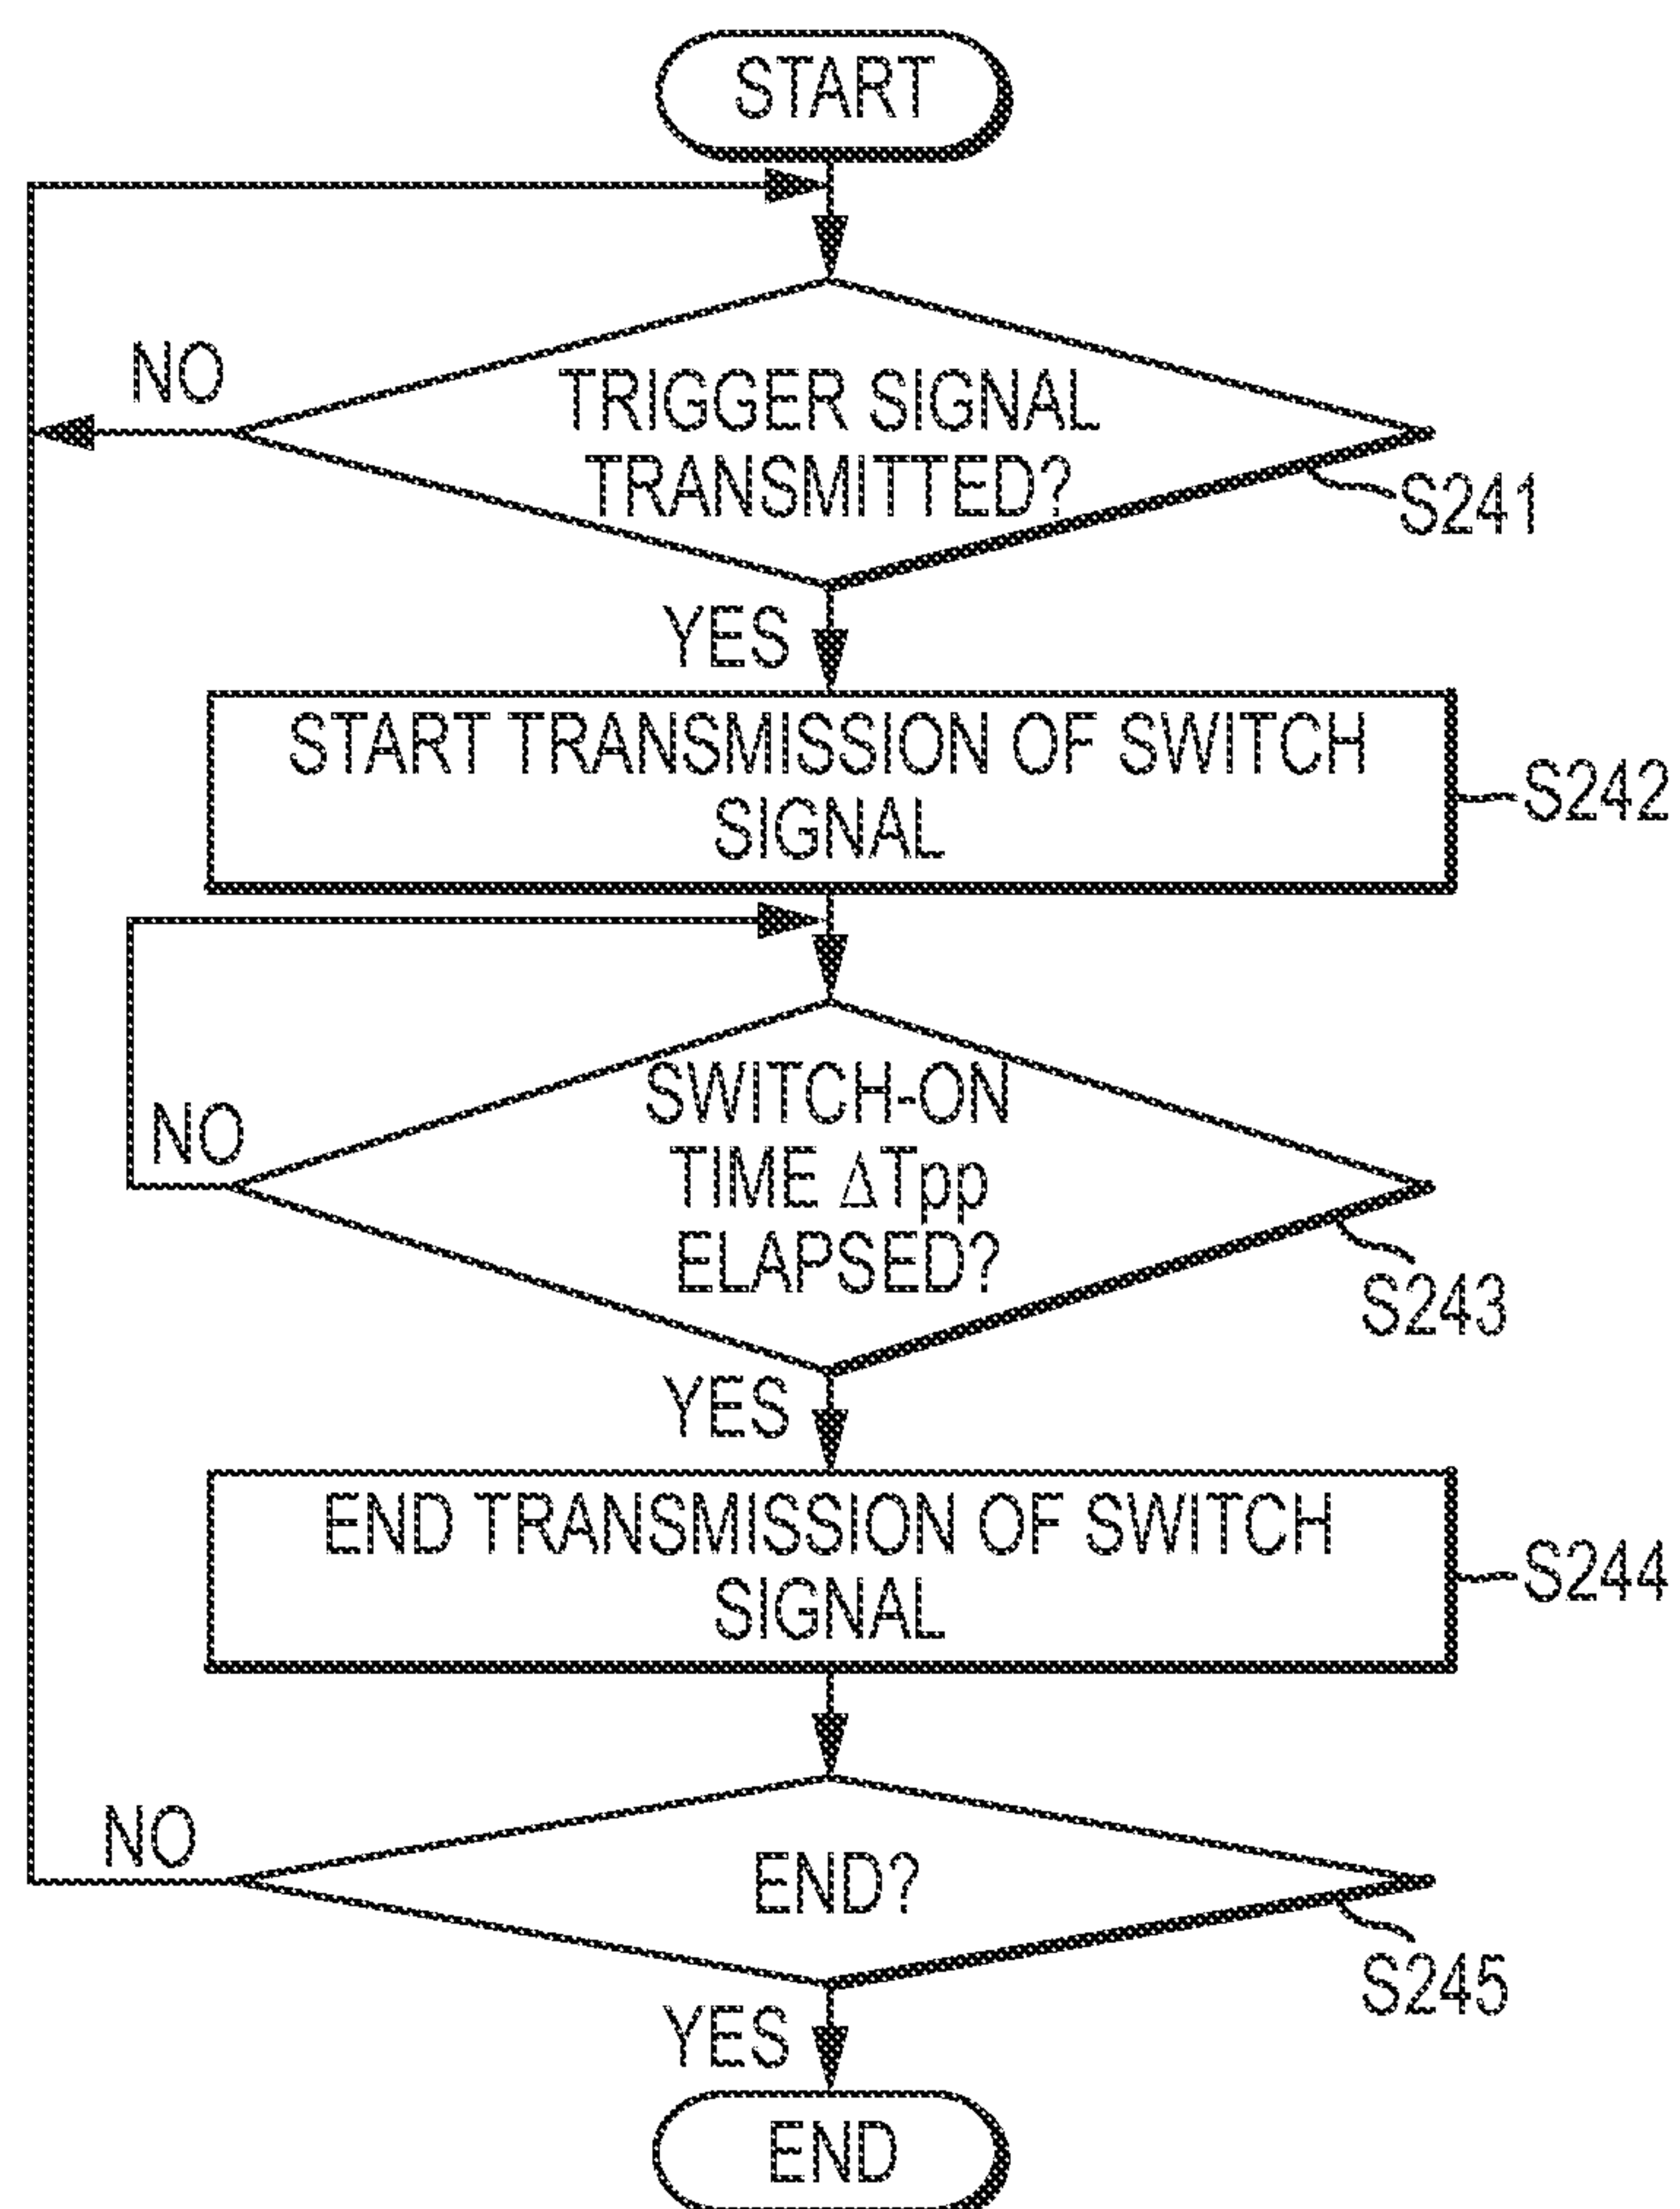 START
NO
TRIGGER SIGNAL
TRANSMITTED?
S241
YES
START TRANSMISSION OF SWITCH
SIGNAL
S242
SWITCH-ON
TIME ΔTpp
ELAPSED?
NO
S243
YES
END TRANSMISSION OF SWITCH
SIGNAL
S244
NO
END?
S245
YES
END